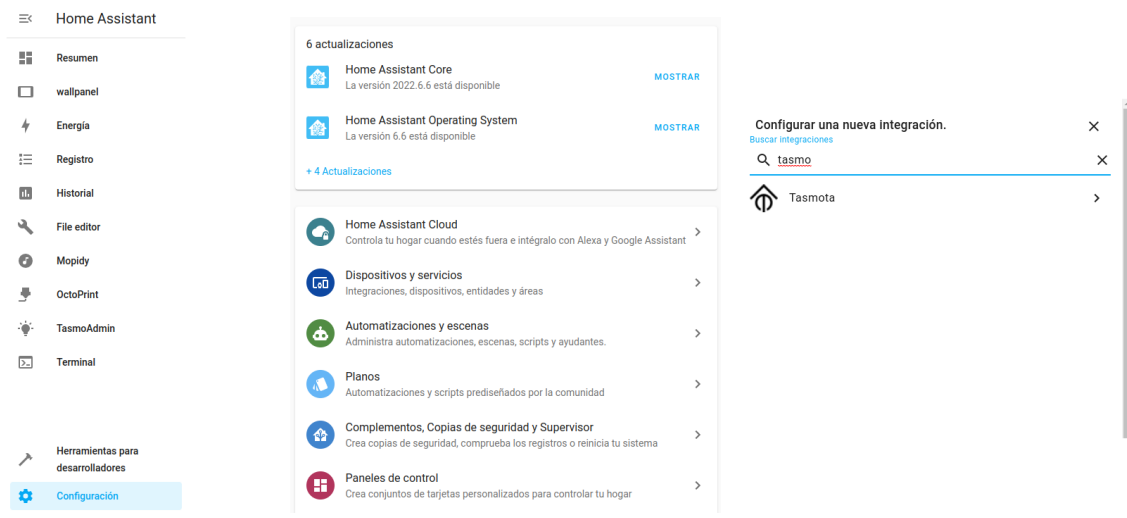 Home Assistant
Resumen
wallpanel
Energía
Registro
Historial
File editor
Mopidy
OctoPrint
TasmoAdmin
Terminal
Herramientas para
desarrolladores
Configuración
6 actualizaciones
Home Assistant Core
La versión 2022.6.6 está disponible
MOSTRAR
Home Assistant Operating System
La versión 6.6 está disponible
MOSTRAR
+ 4 Actualizaciones
Home Assistant Cloud
Controla tu hogar cuando estés fuera e intégralo con Alexa y Google Assistant
Dispositivos y servicios
Integraciones, dispositivos, entidades y áreas
Automatizaciones y escenas
Administra automatizaciones, escenas, scripts y ayudantes.
Planos
Automatizaciones y scripts prediseñados por la comunidad
Complementos, Copias de seguridad y Supervisor
Crea copias de seguridad, comprueba los registros o reinicia tu sistema
Paneles de control
Crea conjuntos de tarjetas personalizados para controlar tu hogar
Configurar una nueva integración.
Buscar integraciones
tasmo
Tasmota